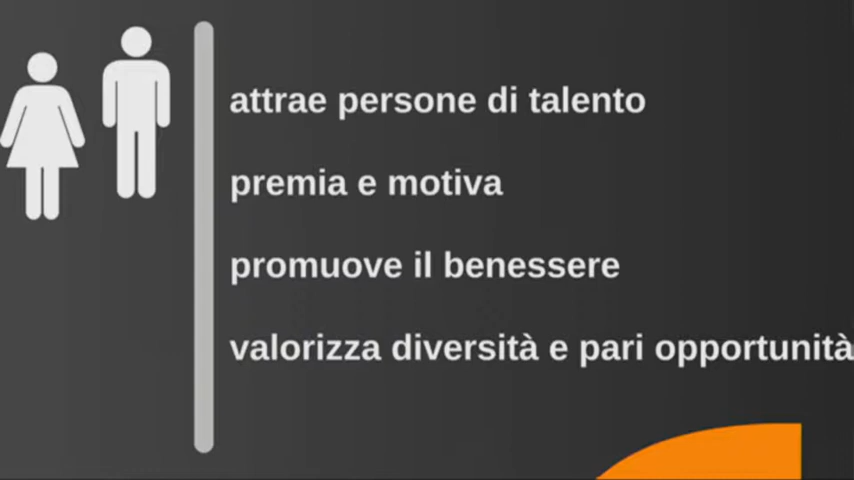 attrae persone di talento
premia e motiva
promuove il benessere
valorizza diversità e pari opportunità